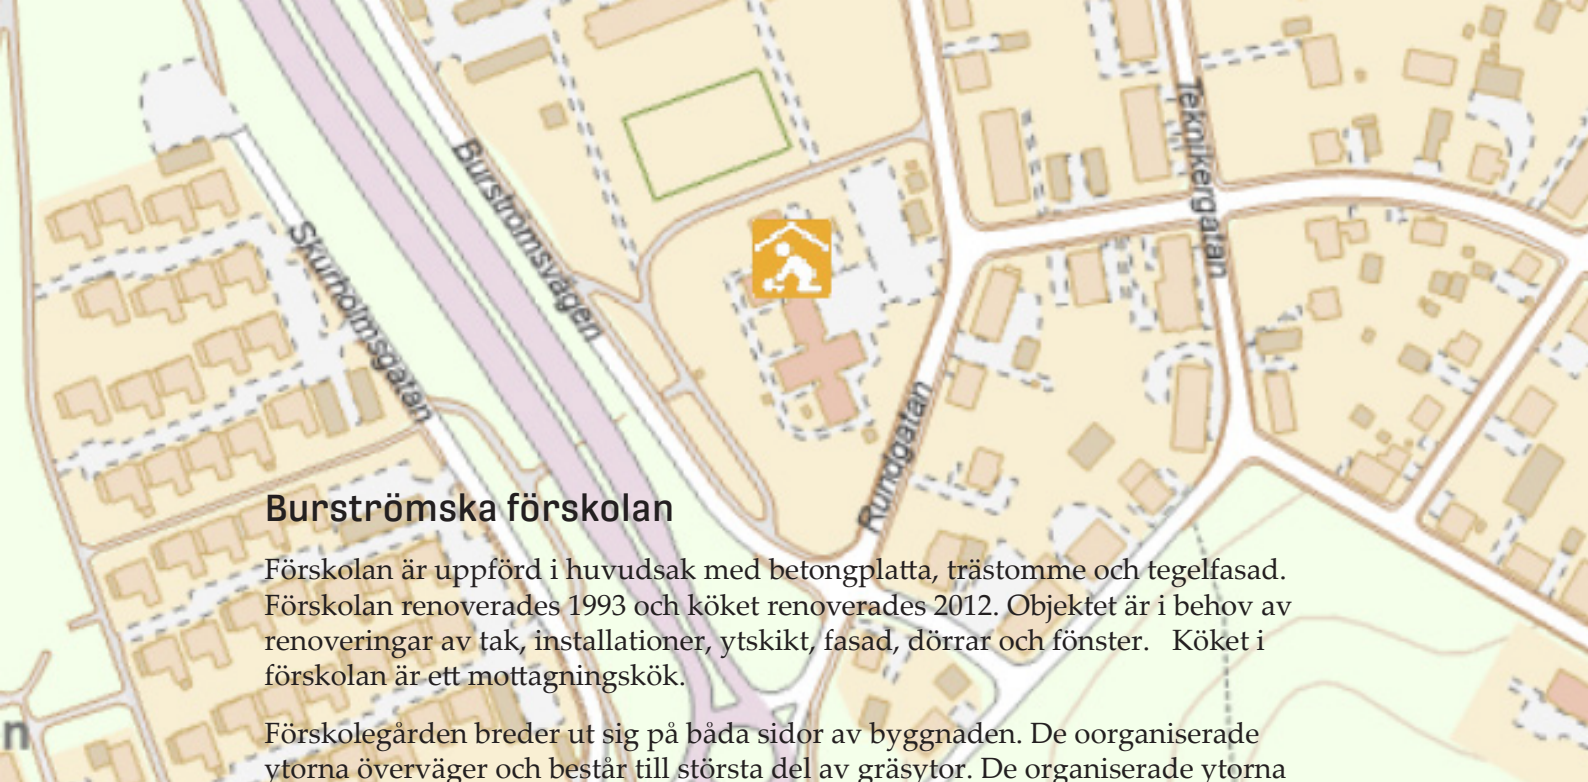 Teknikergatan
Burströmsvägen
Skurholmsgatan
Rundgatan
Burströmska förskolan
Förskolan är uppförd i huvudsak med betongplatta, trästomme och tegelfasad.
Förskolan renoverades 1993 och köket renoverades 2012. Objektet är i behov av
renoveringar av tak, installationer, ytskikt, fasad, dörrar och fönster. Köket i
förskolan är ett mottagningskök.
n
Förskolegården breder ut sig på båda sidor av byggnaden. De oorganiserade
ytorna överväger och består till största del av gräsytor. De organiserade ytorna